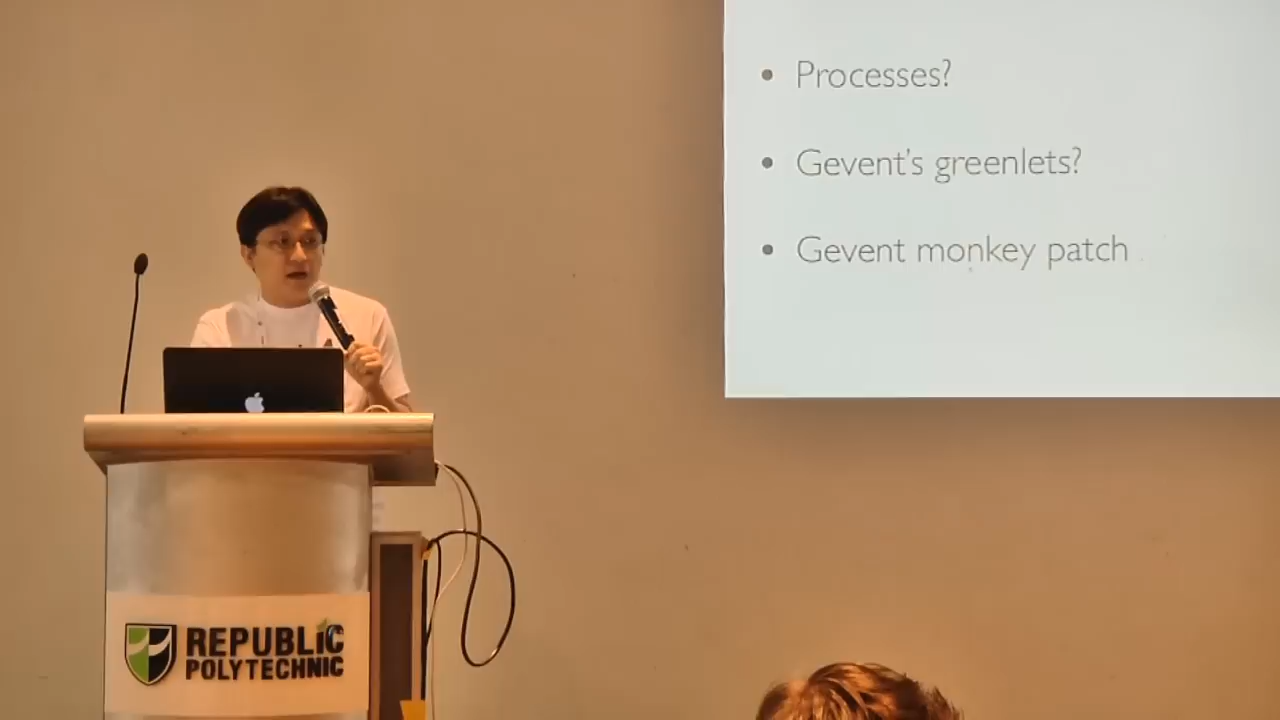 • Processes?
• Gevent's greenlets?
• Gevent monkey patch
REPUBLIC
POLYTECHNIC